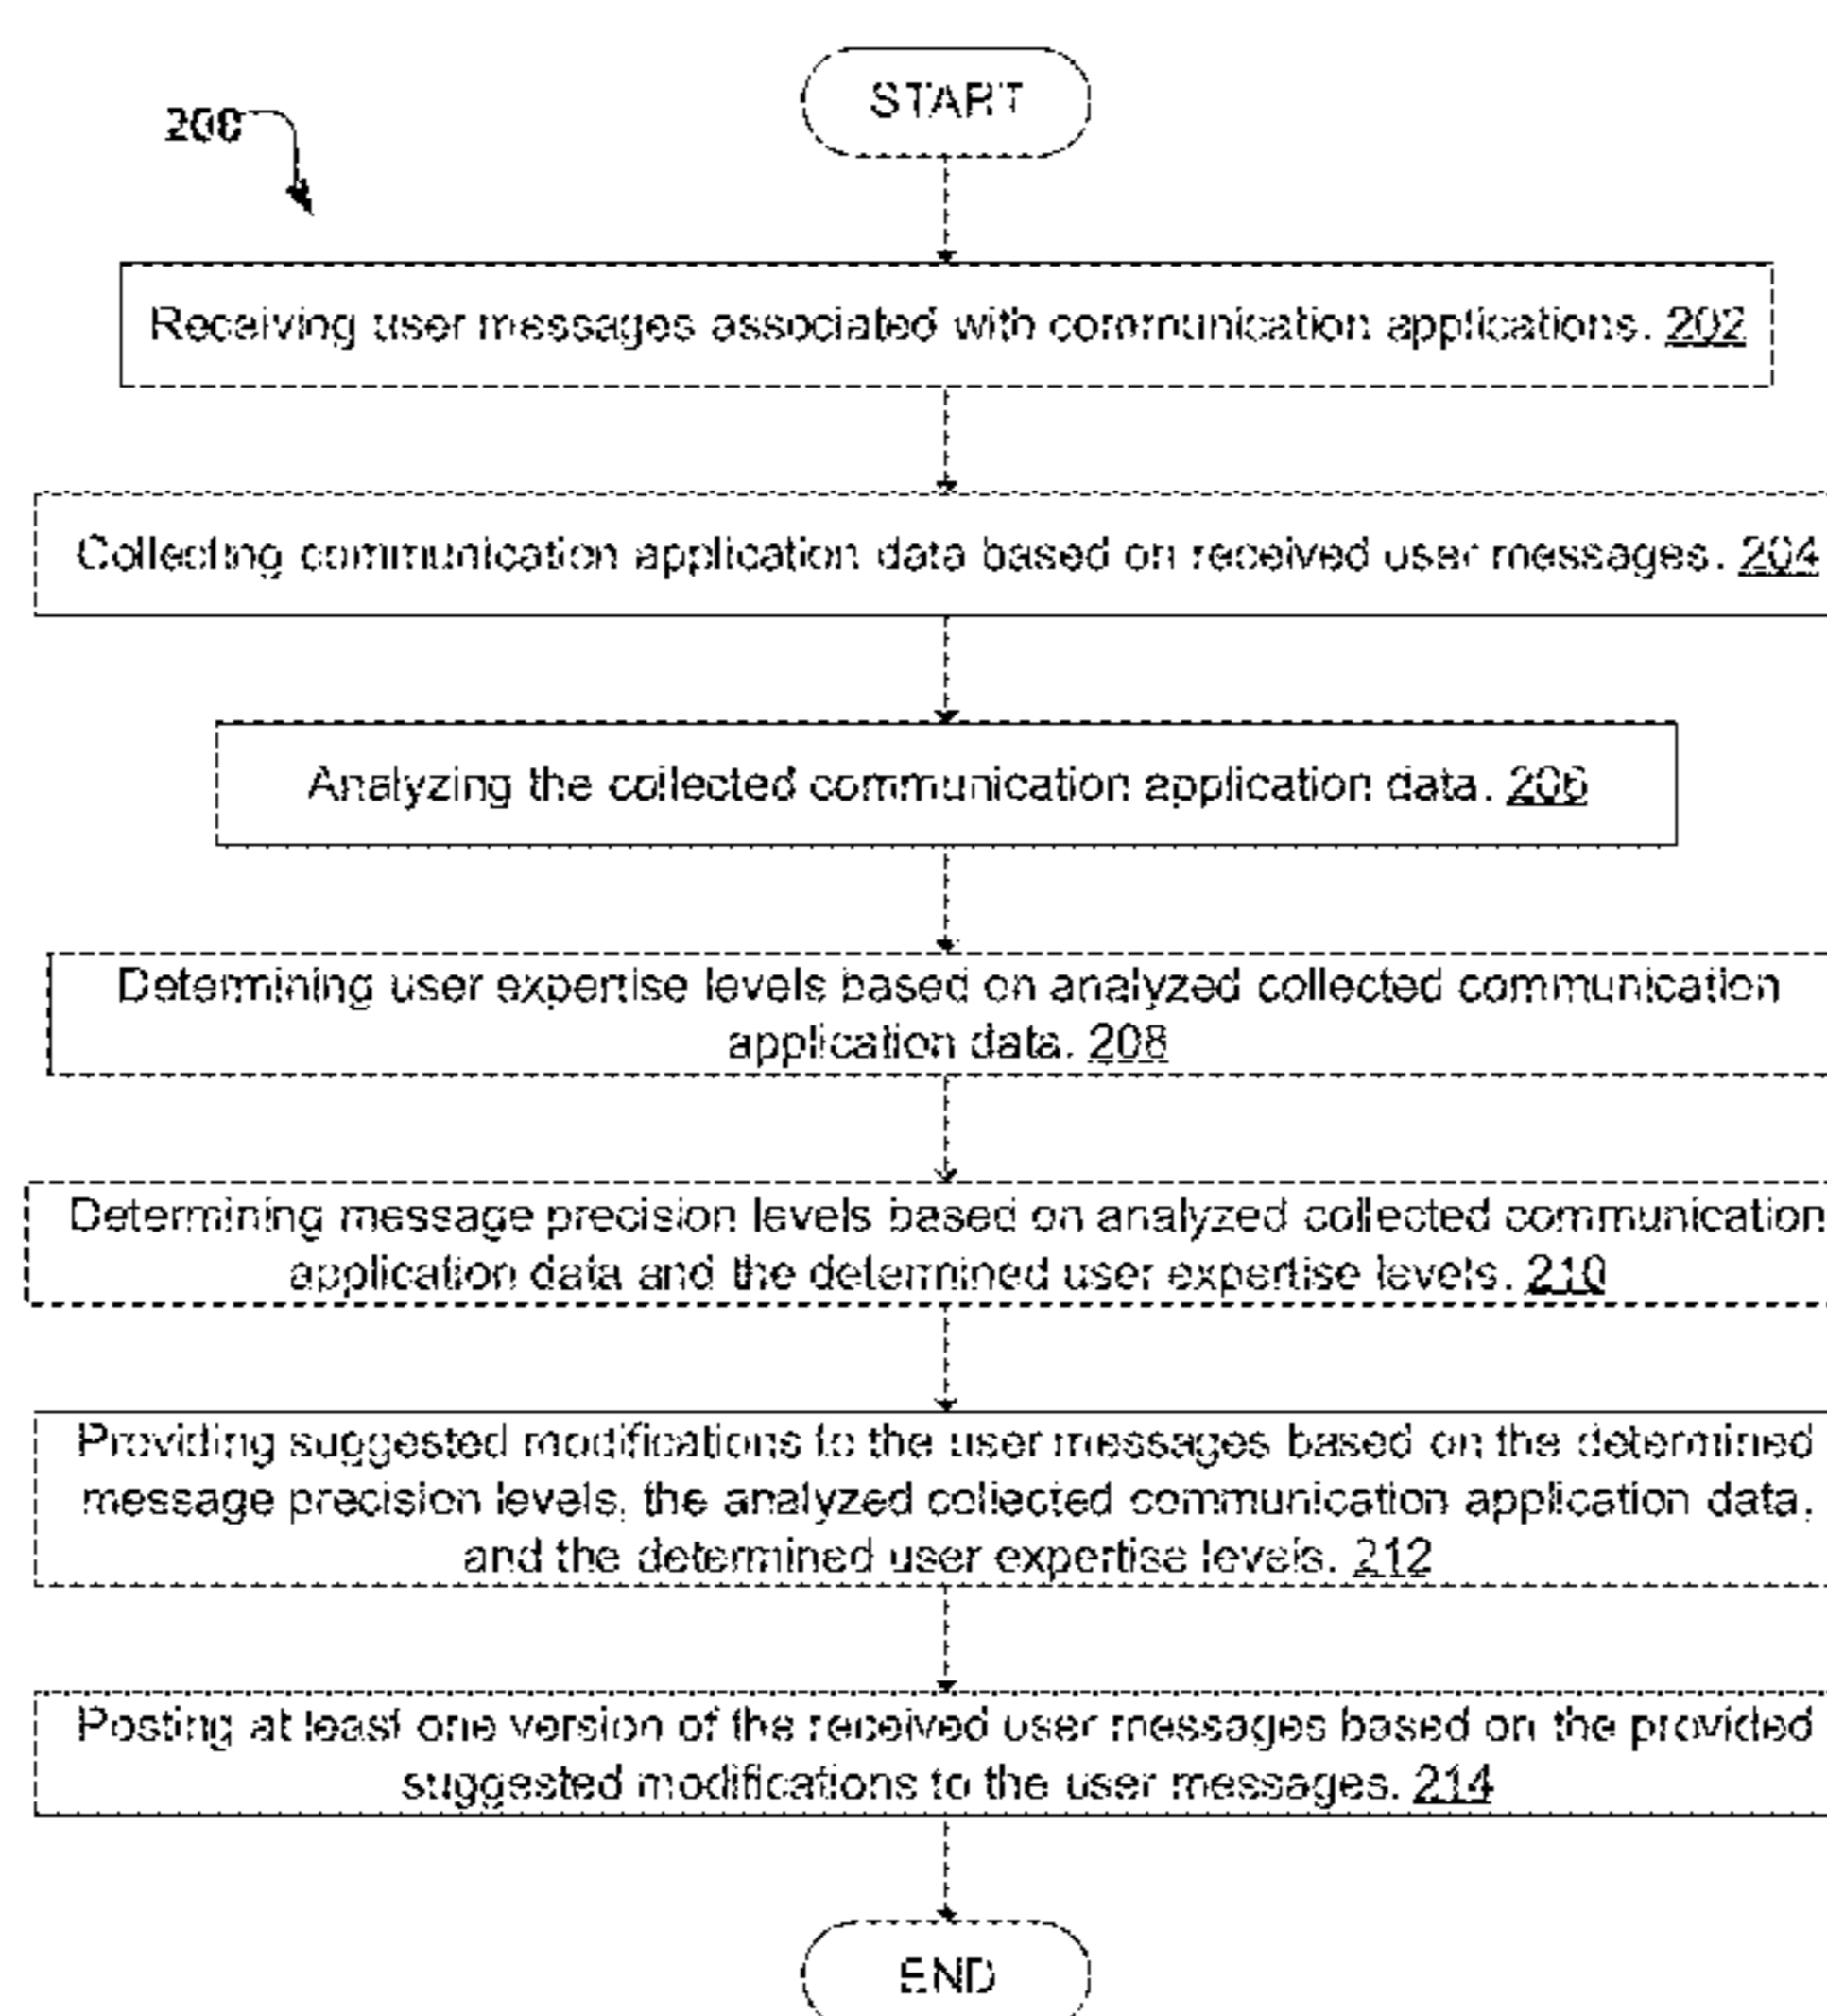 START
200
Receiving user messages associated with communication applications. 202
Collecting communication application data based on received user messages. 204
Analyzing the collected communication application data. 206
Determining user expertise levels based on analyzed collected communication
application data. 208
Determining message precision levels based on analyzed collected communication
application data and the determined user expertise levels. 210
Providing suggested modifications to the user messages based on the determined
message precision levels, the analyzed collected communication application data,
and the determined user expertise levels. 212
Posting at least one version of the received user messages based on the provided
suggested modifications to the user messages. 214
END